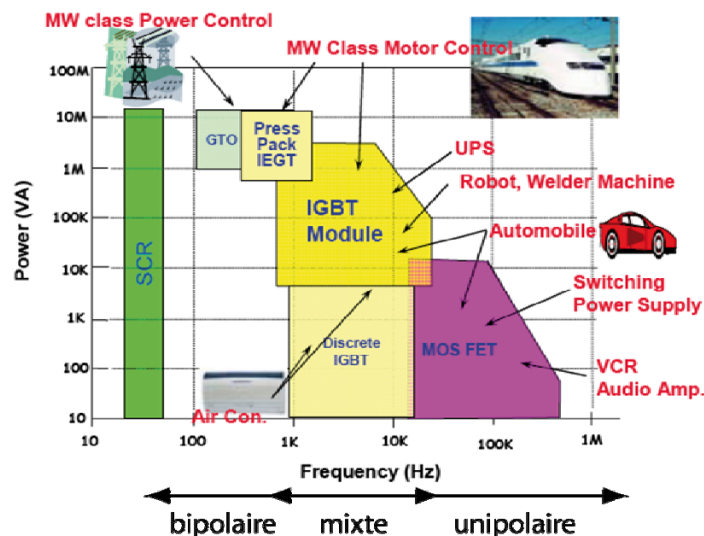 MW class Power Control
MW Class Motor Control
100M
10M
1M
100K
10K
1K
100
10
Power (VA)
SCR
GTO
Press
Pack
IEGT
IGBT
Module
UPS
Robot, Welder Machine
Automobile
Switching
Power Supply
Discrete
IGBT
MOS FET
VCR
Audio Amp.
Air Con.
10
100
1K
10K
100K
1M
Frequency (Hz)
bipolaire
mixte
unipolaire